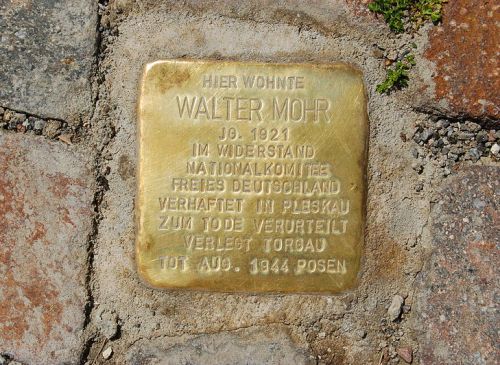 HIER WOHNTE
WALTER MOHR
JG. 1921
IM WIDERSTAND
NATIONALKOMITEE
FREIES DEUTSCHLAND
VERHAFTET IN PLESKAU
ZUM TODE VERURTEILT
VERLEGT TORGAU
TOT AUG. 1944 POSEN